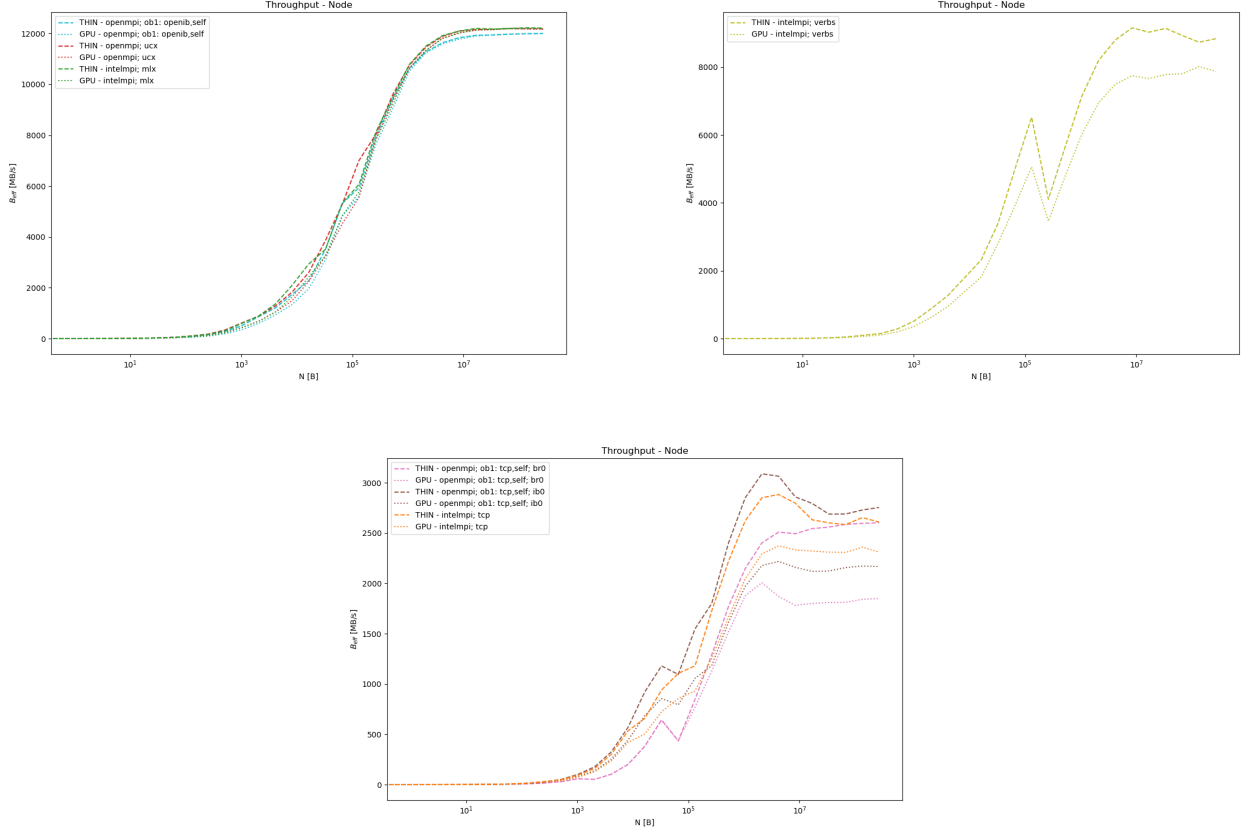 Throughput - Node
THIN - openmpi; ob1: openib,self
GPU - openmpi; ob1: openib,self
THIN - openmpi; ucx
GPU - openmpi; ucx
THIN - intelmpi; mlx
GPU - intelmpi; mlx
12000
10000
8000
6000
4000
2000
0
B_eff [MB/s]
10^1
10^3
10^5
10^7
N [B]
Throughput - Node
THIN - intelmpi; verbs
GPU - intelmpi; verbs
8000
6000
4000
2000
0
B_eff [MB/s]
10^1
10^3
10^5
10^7
N [B]
Throughput - Node
THIN - openmpi; ob1: tcp,self; br0
GPU - openmpi; ob1: tcp,self; br0
THIN - openmpi; ob1: tcp,self; ib0
GPU - openmpi; ob1: tcp,self; ib0
THIN - intelmpi; tcp
GPU - intelmpi; tcp
3000
2500
2000
1500
1000
500
0
B_eff [MB/s]
10^1
10^3
10^5
10^7
N [B]